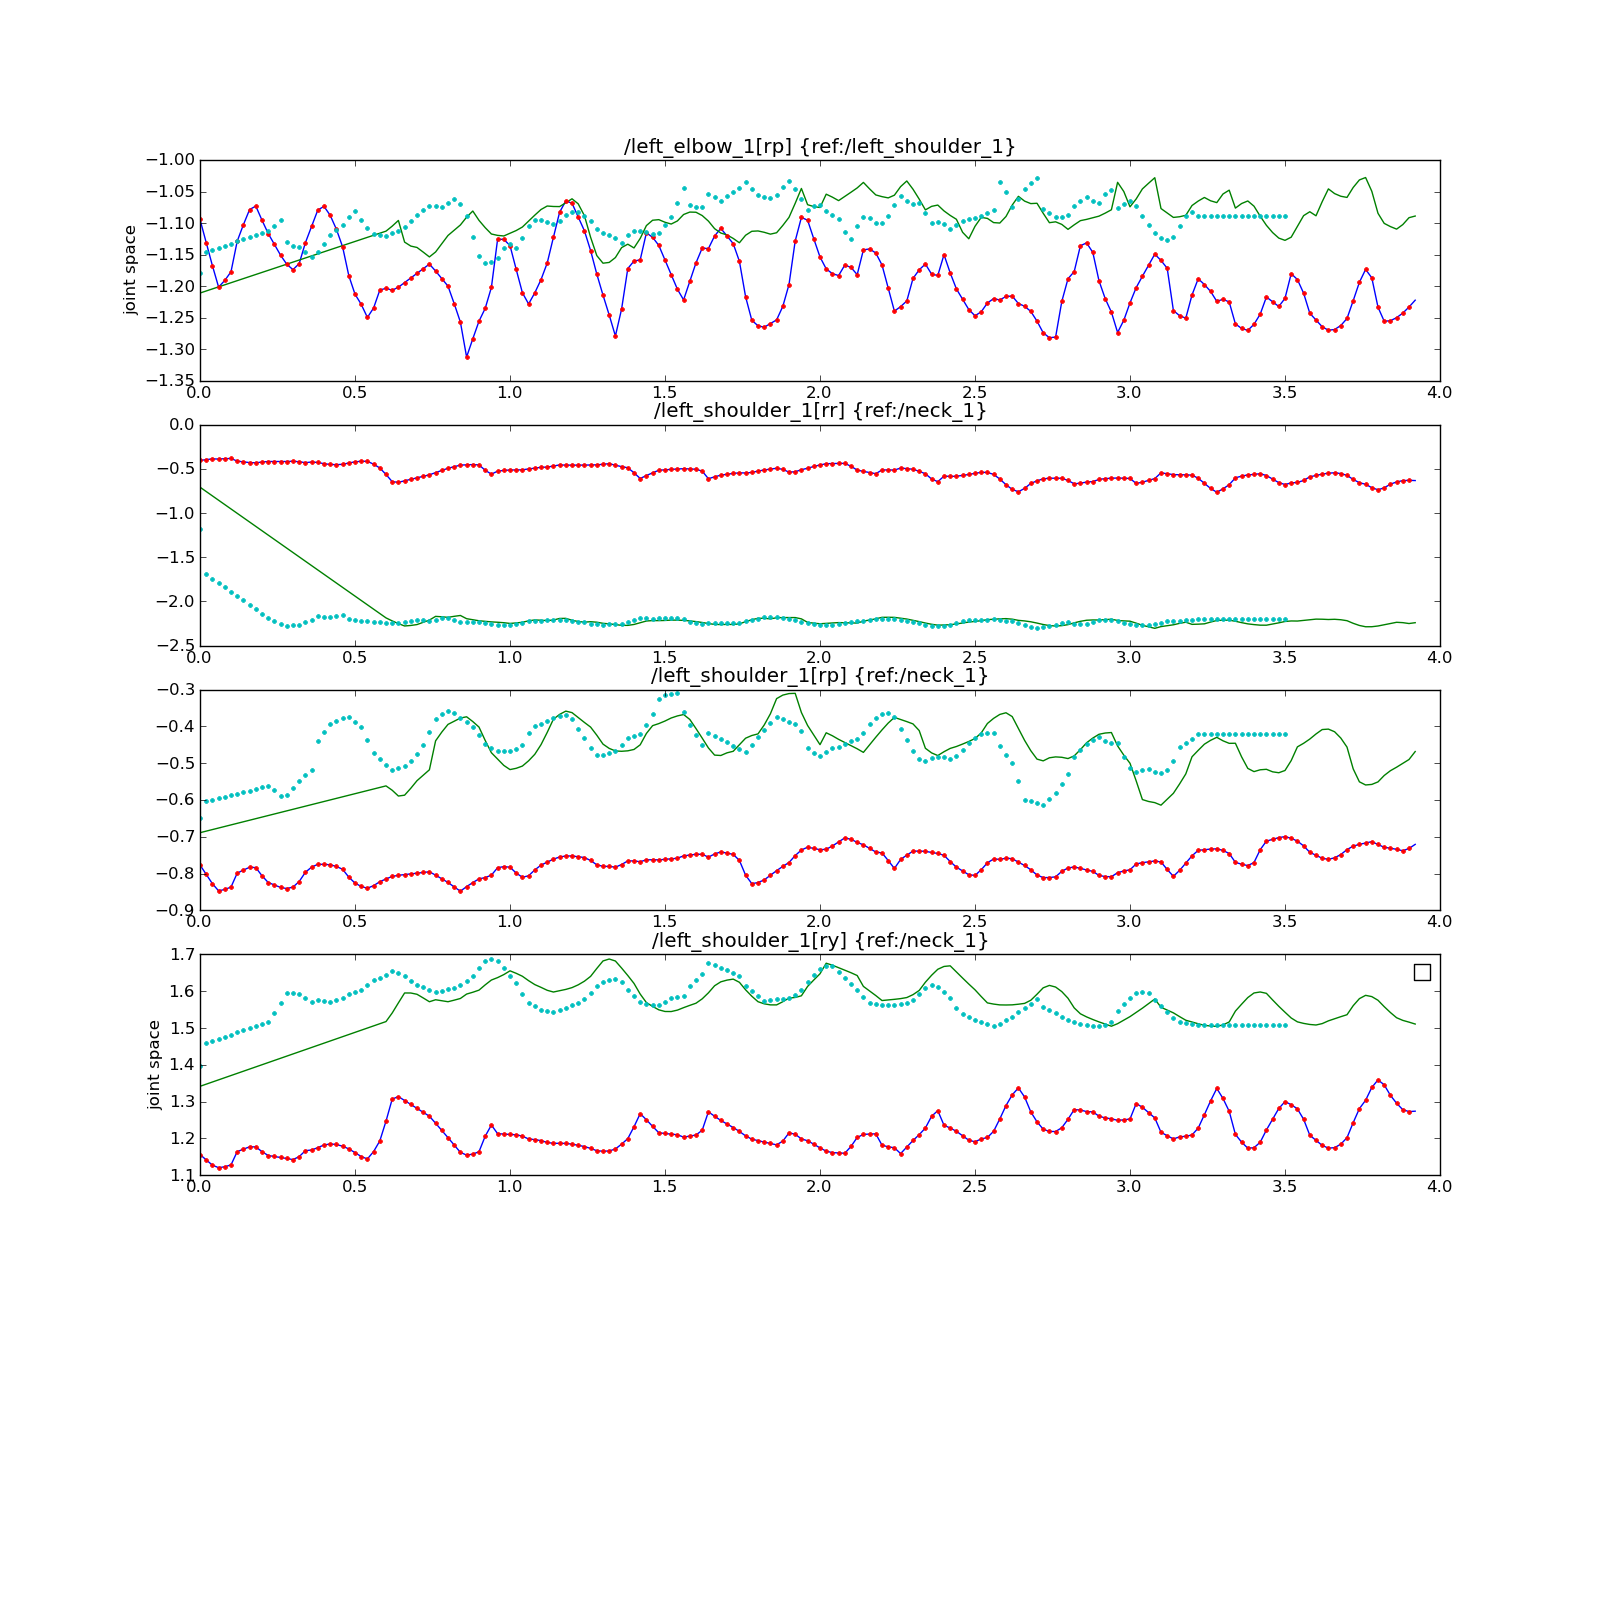 /left_elbow_1[rp] {ref:/left_shoulder_1}
joint space
−1.00
−1.05
−1.10
−1.15
−1.20
−1.25
−1.30
−1.35
0.0 0.5 1.0 1.5 2.0 2.5 3.0 3.5 4.0
/left_shoulder_1[rr] {ref:/neck_1}
0.0
−0.5
−1.0
−1.5
−2.0
−2.5
0.0 0.5 1.0 1.5 2.0 2.5 3.0 3.5 4.0
/left_shoulder_1[rp] {ref:/neck_1}
−0.3
−0.4
−0.5
−0.6
−0.7
−0.8
−0.9
0.0 0.5 1.0 1.5 2.0 2.5 3.0 3.5 4.0
/left_shoulder_1[ry] {ref:/neck_1}
joint space
1.7
1.6
1.5
1.4
1.3
1.2
1.1
0.0 0.5 1.0 1.5 2.0 2.5 3.0 3.5 4.0